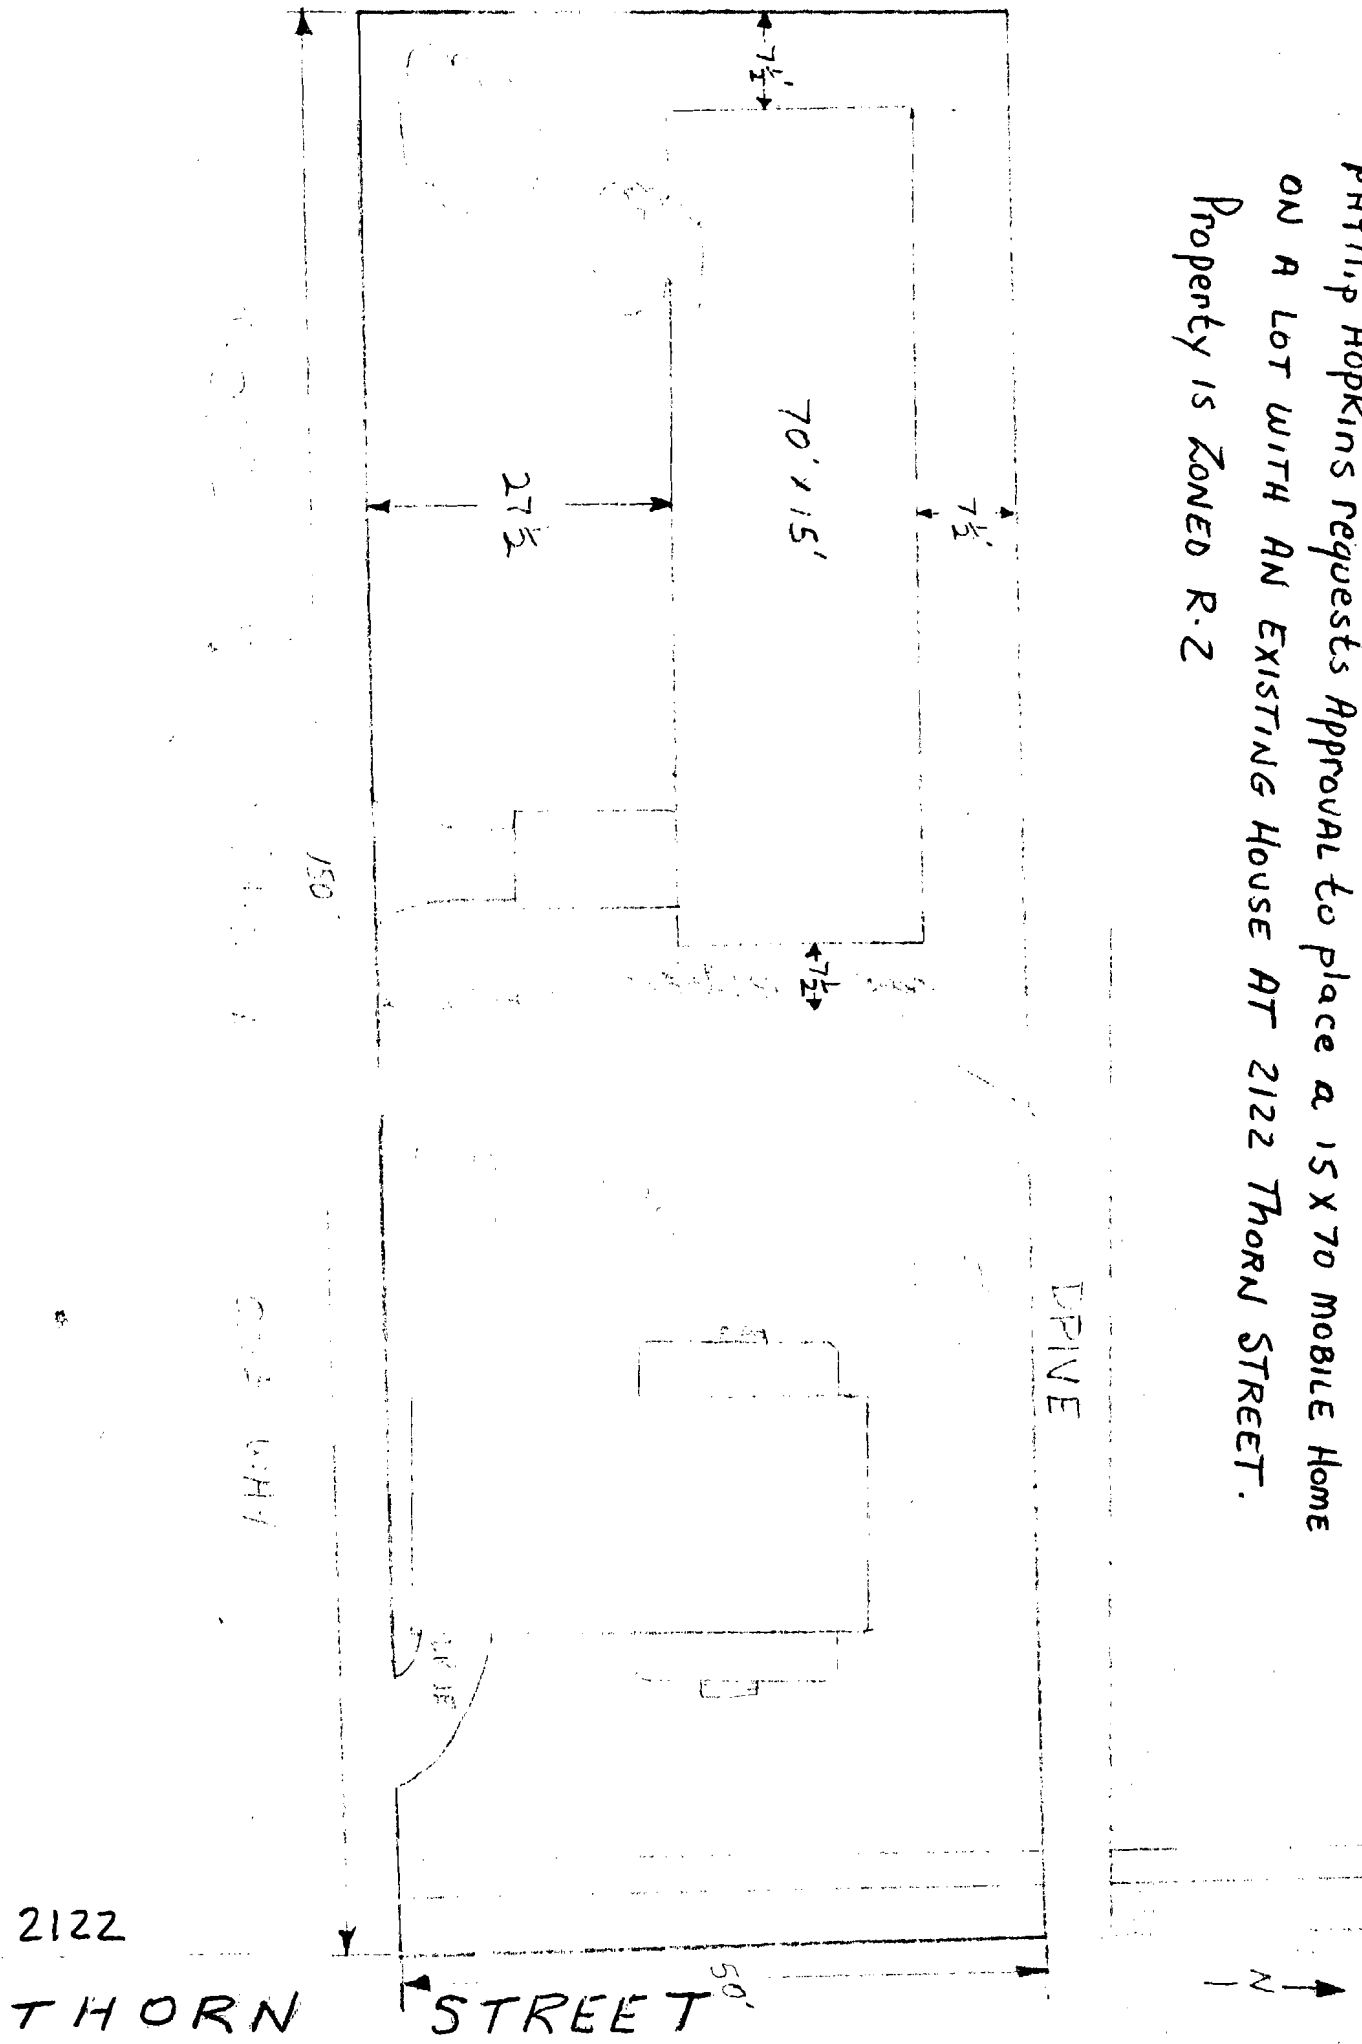 Phillip Hopkins requests Approval to place a 15 x 70 MOBILE HOME
ON A LOT WITH AN EXISTING HOUSE AT 2122 THORN STREET.
Property is ZONED R-2
7½'
7½'
70' x 15'
27½
7½
150'
DRIVE
DRIVE
WAY
50'
N
2122
THORN STREET